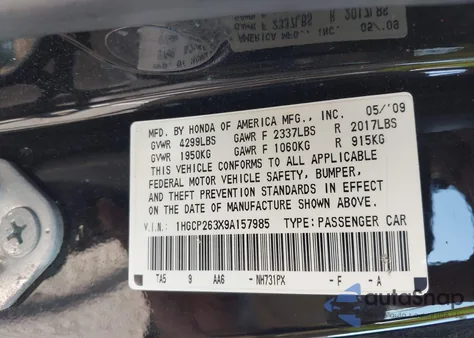 MFD. BY HONDA OF AMERICA MFG., INC. 05/'09
GVWR 4299LBS GAWR F 2337LBS R 2017LBS
GVWR 1950KG GAWR F 1060KG R 915KG
THIS VEHICLE CONFORMS TO ALL APPLICABLE
FEDERAL MOTOR VEHICLE SAFETY, BUMPER,
AND THEFT PREVENTION STANDARDS IN EFFECT
ON THE DATE OF MANUFACTURE SHOWN ABOVE.
V.I.N.: 1HGCP263X9A157985 TYPE: PASSENGER CAR
TA5 9 AA6 -NH731PX -F -A
autoSnap